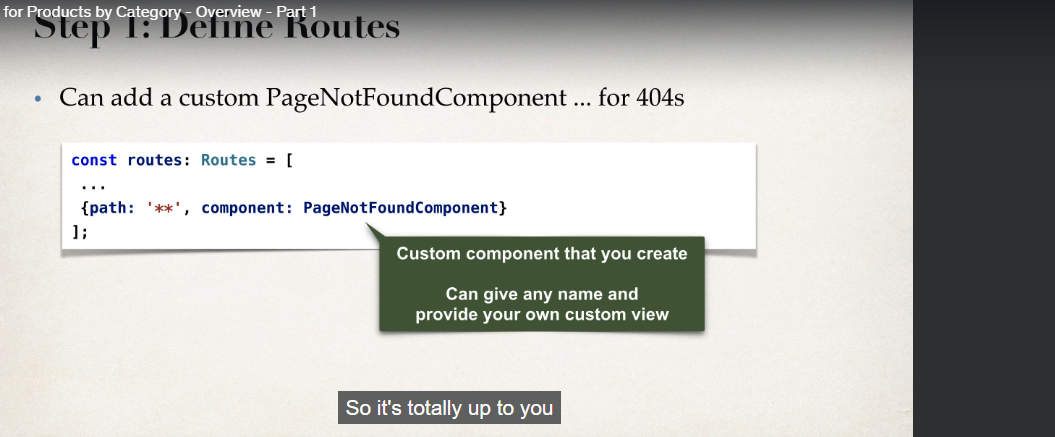 for Products by Category - Overview - Part 1
Step 1: Define Routes
• Can add a custom PageNotFoundComponent ... for 404s
const routes: Routes = [
...
{path: '**', component: PageNotFoundComponent}
];
Custom component that you create
Can give any name and
provide your own custom view
So it's totally up to you